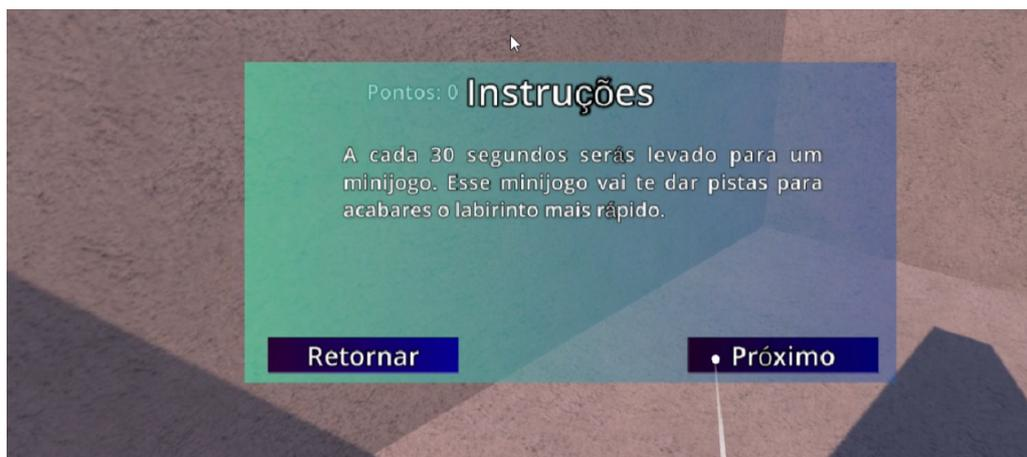 Pontos: 0 Instruções
A cada 30 segundos serás levado para um
minijogo. Esse minijogo vai te dar pistas para
acabares o labirinto mais rápido.
Retornar Próximo